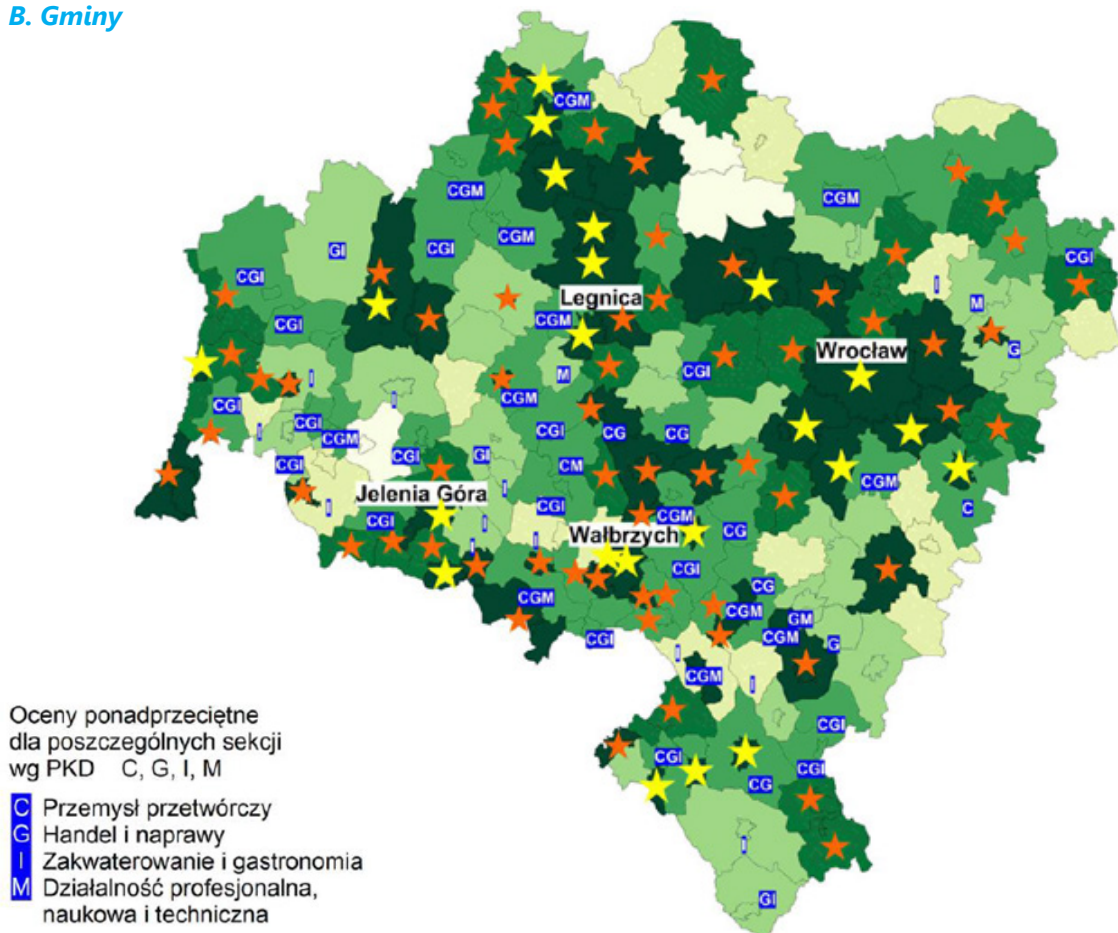 B. Gminy
CGM
CGM
CGM
CGM
GI
CGI
CGI
CGI
I
M
Legnica
CGI
CGM
Wrocław
G
M
CGI
I
CGI
CGM
I
CGI
I
CGI
CG
CG
CGM
CGI
GI
CM
CGI
Jelenia Góra
I
CGM
I
CGI
CGM
C
CGI
I
Wałbrzych
CG
I
I
CGI
CG
CGM
CGM
GM
CGI
CGM
G
I
CGM
I
CGI
CGI
CGI
CG
I
GI
Oceny ponadprzeciętne
dla poszczególnych sekcji
wg PKD C, G, I, M
C Przemysł przetwórczy
G Handel i naprawy
I Zakwaterowanie i gastronomia
M Działalność profesjonalna,
naukowa i techniczna